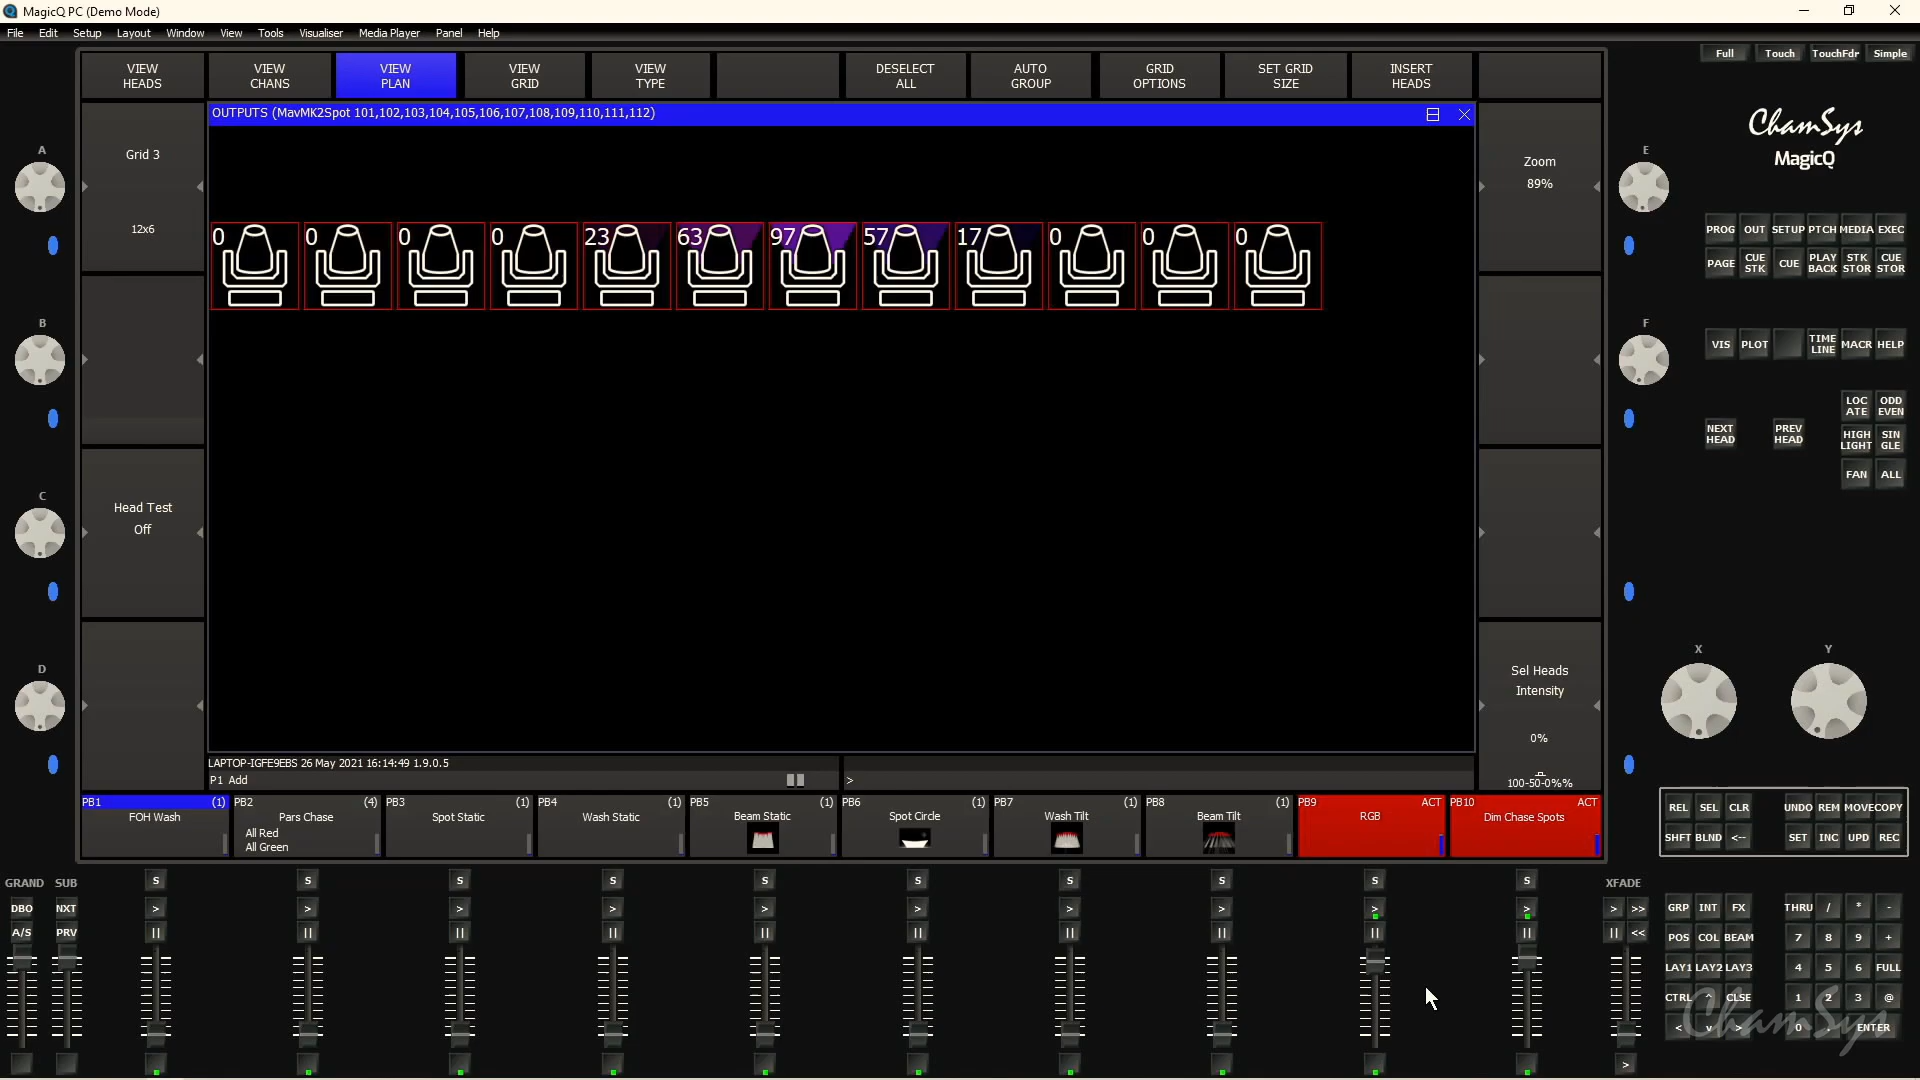 MagicQ PC (Demo Mode)
File Edit Setup Layout Window View Tools Visualiser Media Player Panel Help
Full Touch TouchFdr Simple
VIEW HEADS
VIEW CHANS
VIEW PLAN
VIEW GRID
VIEW TYPE
DESELECT ALL
AUTO GROUP
GRID OPTIONS
SET GRID SIZE
INSERT HEADS
OUTPUTS (MavMK2Spot 101,102,103,104,105,106,107,108,109,110,111,112)
Grid 3
12x6
Head Test
Off
0 0 0 0 23 63 97 57 17 0 0 0
Zoom
89%
Sel Heads
Intensity
0%
100-50-0%%
A
B
C
D
E
F
ChamSys
MagicQ
PROG OUT SETUP PTCH MEDIA EXEC
PAGE CUE STK CUE PLAY BACK STK STOR CUE STOR
VIS PLOT TIME LINE MACR HELP
LOC ATE ODD EVEN
NEXT HEAD PREV HEAD HIGH LIGHT SIN GLE
FAN ALL
X Y
LAPTOP-IGFE9EBS 26 May 2021 16:14:49 1.9.0.5
P1 Add
>
PB1 (1)
FOH Wash
PB2 (4)
Pars Chase
All Red
All Green
PB3 (1)
Spot Static
PB4 (1)
Wash Static
PB5 (1)
Beam Static
PB6 (1)
Spot Circle
PB7 (1)
Wash Tilt
PB8 (1)
Beam Tilt
PB9 ACT
RGB
PB10 ACT
Dim Chase Spots
REL SEL CLR UNDO REM MOVE COPY
SHFT BLND <-- SET INC UPD REC
GRAND SUB
DBO NXT
A/S PRV
S S S S S S S S S S
> > > > > > > > > >
|| || || || || || || || || ||
XFADE
> >>
|| <<
>
GRP INT FX THRU / * -
POS COL BEAM 7 8 9 +
LAY1 LAY2 LAY3 4 5 6 FULL
CTRL ^ CLSE 1 2 3 @
< v > 0 . ENTER
ChamSys